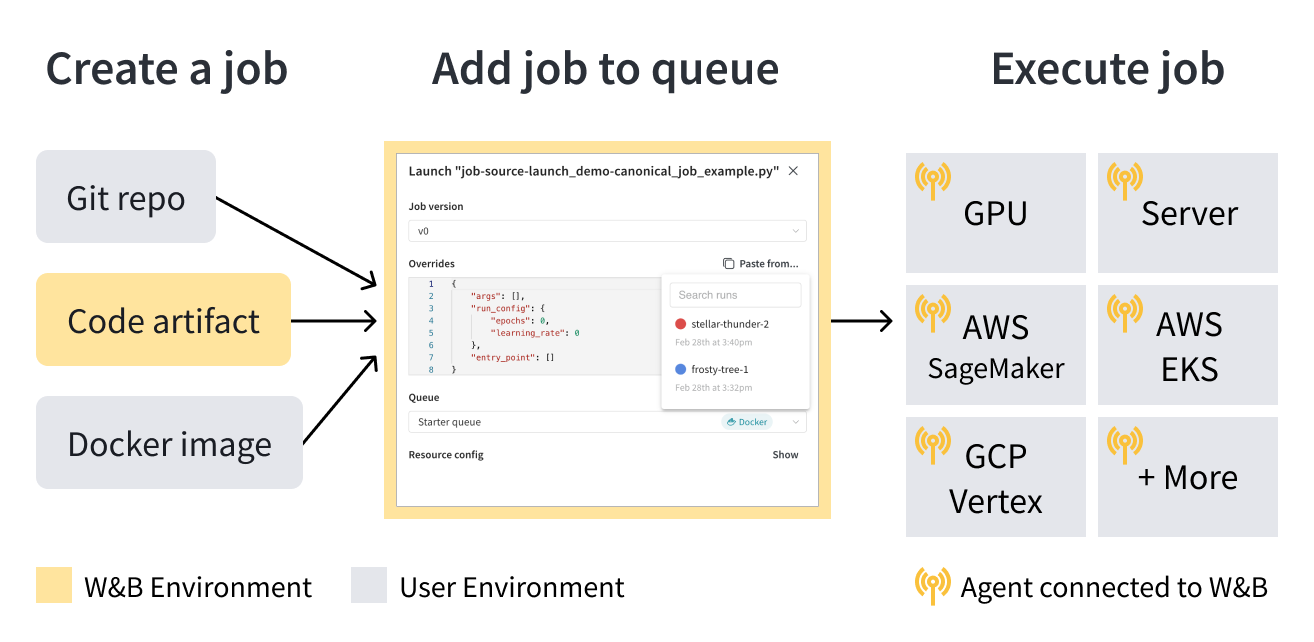 Create a job
Add job to queue
Execute job
Git repo
Code artifact
Docker image
Launch "job-source-launch_demo-canonical_job_example.py"
Job version
v0
Overrides
Paste from...
1 {
2 "args": [],
3 "run_config": {
4 "epochs": 0,
5 "learning_rate": 0
6 },
7 "entry_point": []
8 }
Search runs
stellar-thunder-2
Feb 28th at 3:40pm
frosty-tree-1
Feb 28th at 3:32pm
Queue
Starter queue
Docker
Resource config
Show
GPU
Server
AWS
SageMaker
AWS
EKS
GCP
Vertex
+ More
W&B Environment
User Environment
Agent connected to W&B